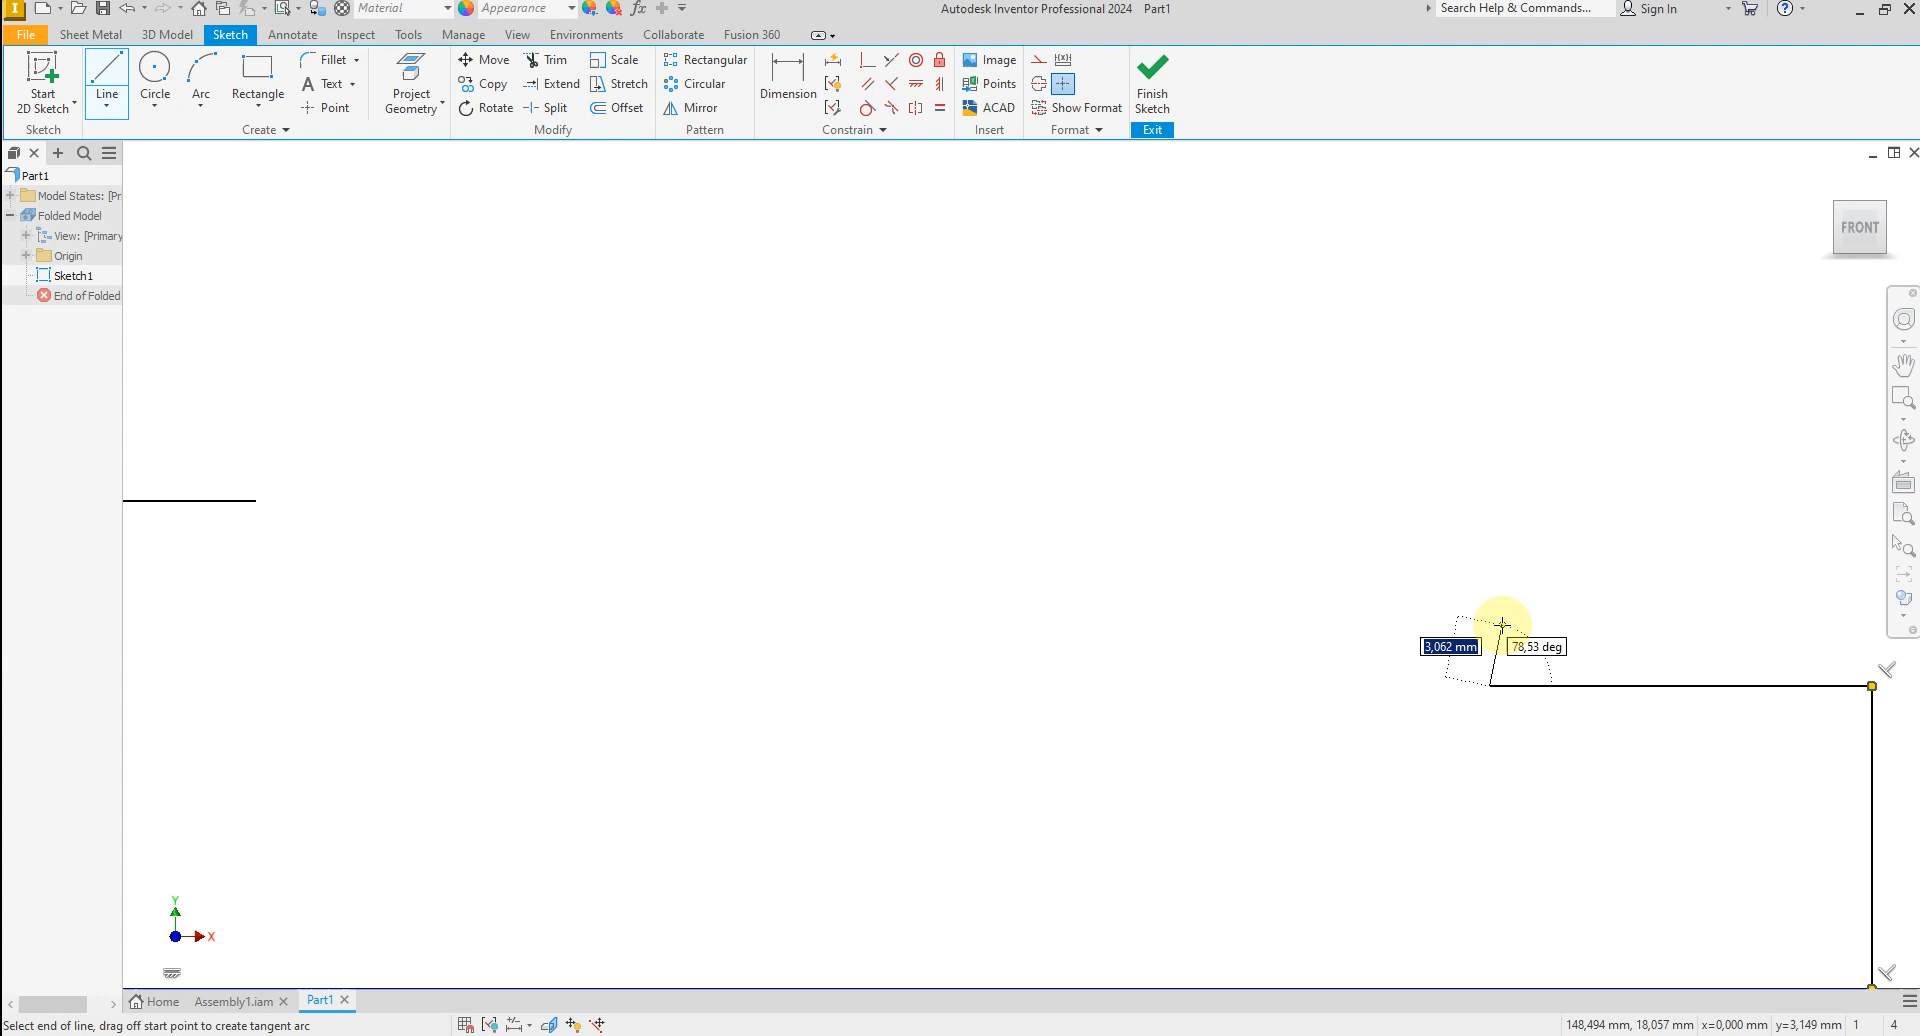 Material
Appearance
fx
Autodesk Inventor Professional 2024 Part1
Search Help & Commands...
Sign In
File
Sheet Metal
3D Model
Sketch
Annotate
Inspect
Tools
Manage
View
Environments
Collaborate
Fusion 360
Start
2D Sketch
Line
Circle
Arc
Rectangle
Fillet
Text
Point
Project
Geometry
Move
Copy
Rotate
Trim
Extend
Split
Scale
Stretch
Offset
Rectangular
Circular
Mirror
Dimension
Image
Points
ACAD
Show Format
Finish
Sketch
Sketch
Create
Modify
Pattern
Constrain
Insert
Format
Exit
Part1
Model States: [Pr
Folded Model
View: [Primary
Origin
Sketch1
End of Folded
FRONT
3,062 mm
78,53 deg
Y
X
Home
Assembly1.iam
Part1
Select end of line, drag off start point to create tangent arc
148,494 mm, 18,057 mm
x=0,000 mm
y=3,149 mm
1
4